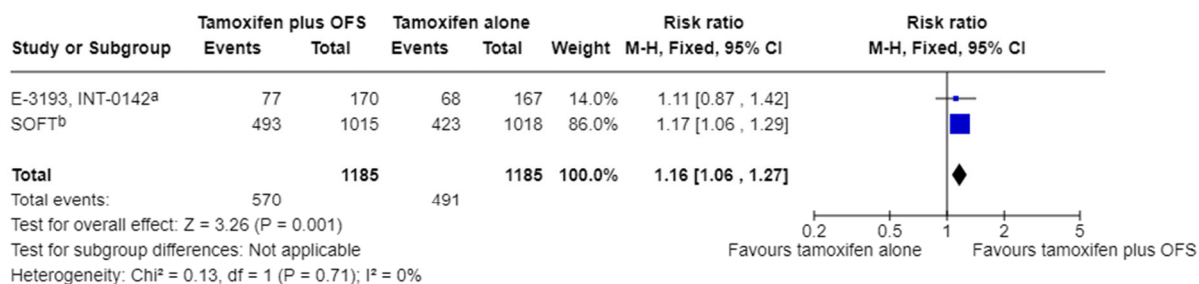 Tamoxifen plus OFS Tamoxifen alone Risk ratio Risk ratio
Study or Subgroup Events Total Events Total Weight M-H, Fixed, 95% CI M-H, Fixed, 95% CI
E-3193, INT-0142ᵃ 77 170 68 167 14.0% 1.11 [0.87 , 1.42]
SOFTᵇ 493 1015 423 1018 86.0% 1.17 [1.06 , 1.29]
Total 1185 1185 100.0% 1.16 [1.06 , 1.27]
Total events: 570 491
Test for overall effect: Z = 3.26 (P = 0.001)
0.2 0.5 1 2 5
Test for subgroup differences: Not applicable
Favours tamoxifen alone Favours tamoxifen plus OFS
Heterogeneity: Chi² = 0.13, df = 1 (P = 0.71); I² = 0%